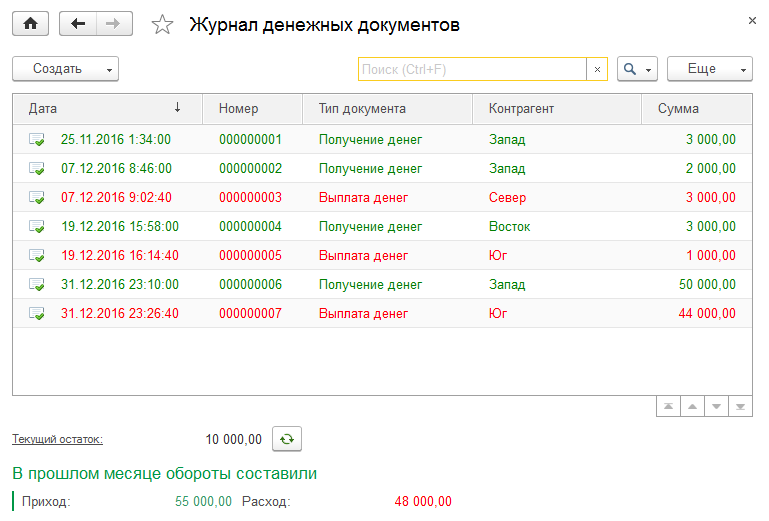 Журнал денежных документов
Создать Поиск (Ctrl+F) Еще
Дата Номер Тип документа Контрагент Сумма
25.11.2016 1:34:00 000000001 Получение денег Запад 3 000,00
07.12.2016 8:46:00 000000002 Получение денег Запад 2 000,00
07.12.2016 9:02:40 000000003 Выплата денег Север 3 000,00
19.12.2016 15:58:00 000000004 Получение денег Восток 3 000,00
19.12.2016 16:14:40 000000005 Выплата денег Юг 1 000,00
31.12.2016 23:10:00 000000006 Получение денег Запад 50 000,00
31.12.2016 23:26:40 000000007 Выплата денег Юг 44 000,00
Текущий остаток: 10 000,00
В прошлом месяце обороты составили
Приход: 55 000,00 Расход: 48 000,00